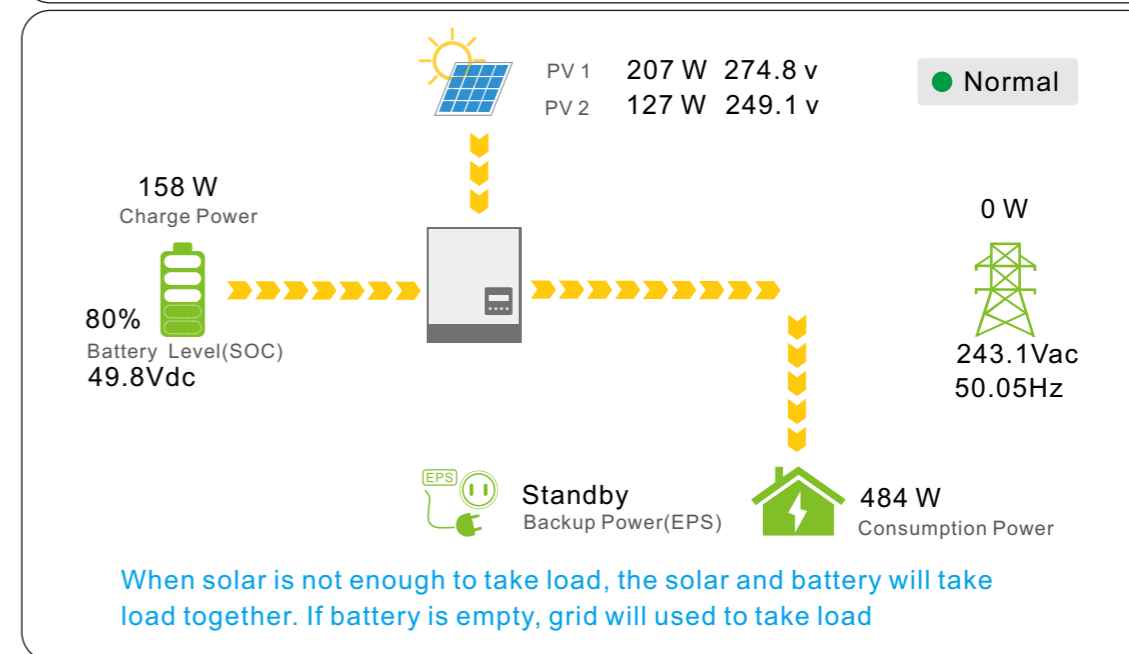 PV 1 207 W 274.8 v
PV 2 127 W 249.1 v
Normal
158 W
Charge Power
0 W
80%
Battery Level(SOC)
49.8Vdc
243.1Vac
50.05Hz
EPS
Standby
Backup Power(EPS)
484 W
Consumption Power
When solar is not enough to take load, the solar and battery will take
load together. If battery is empty, grid will used to take load